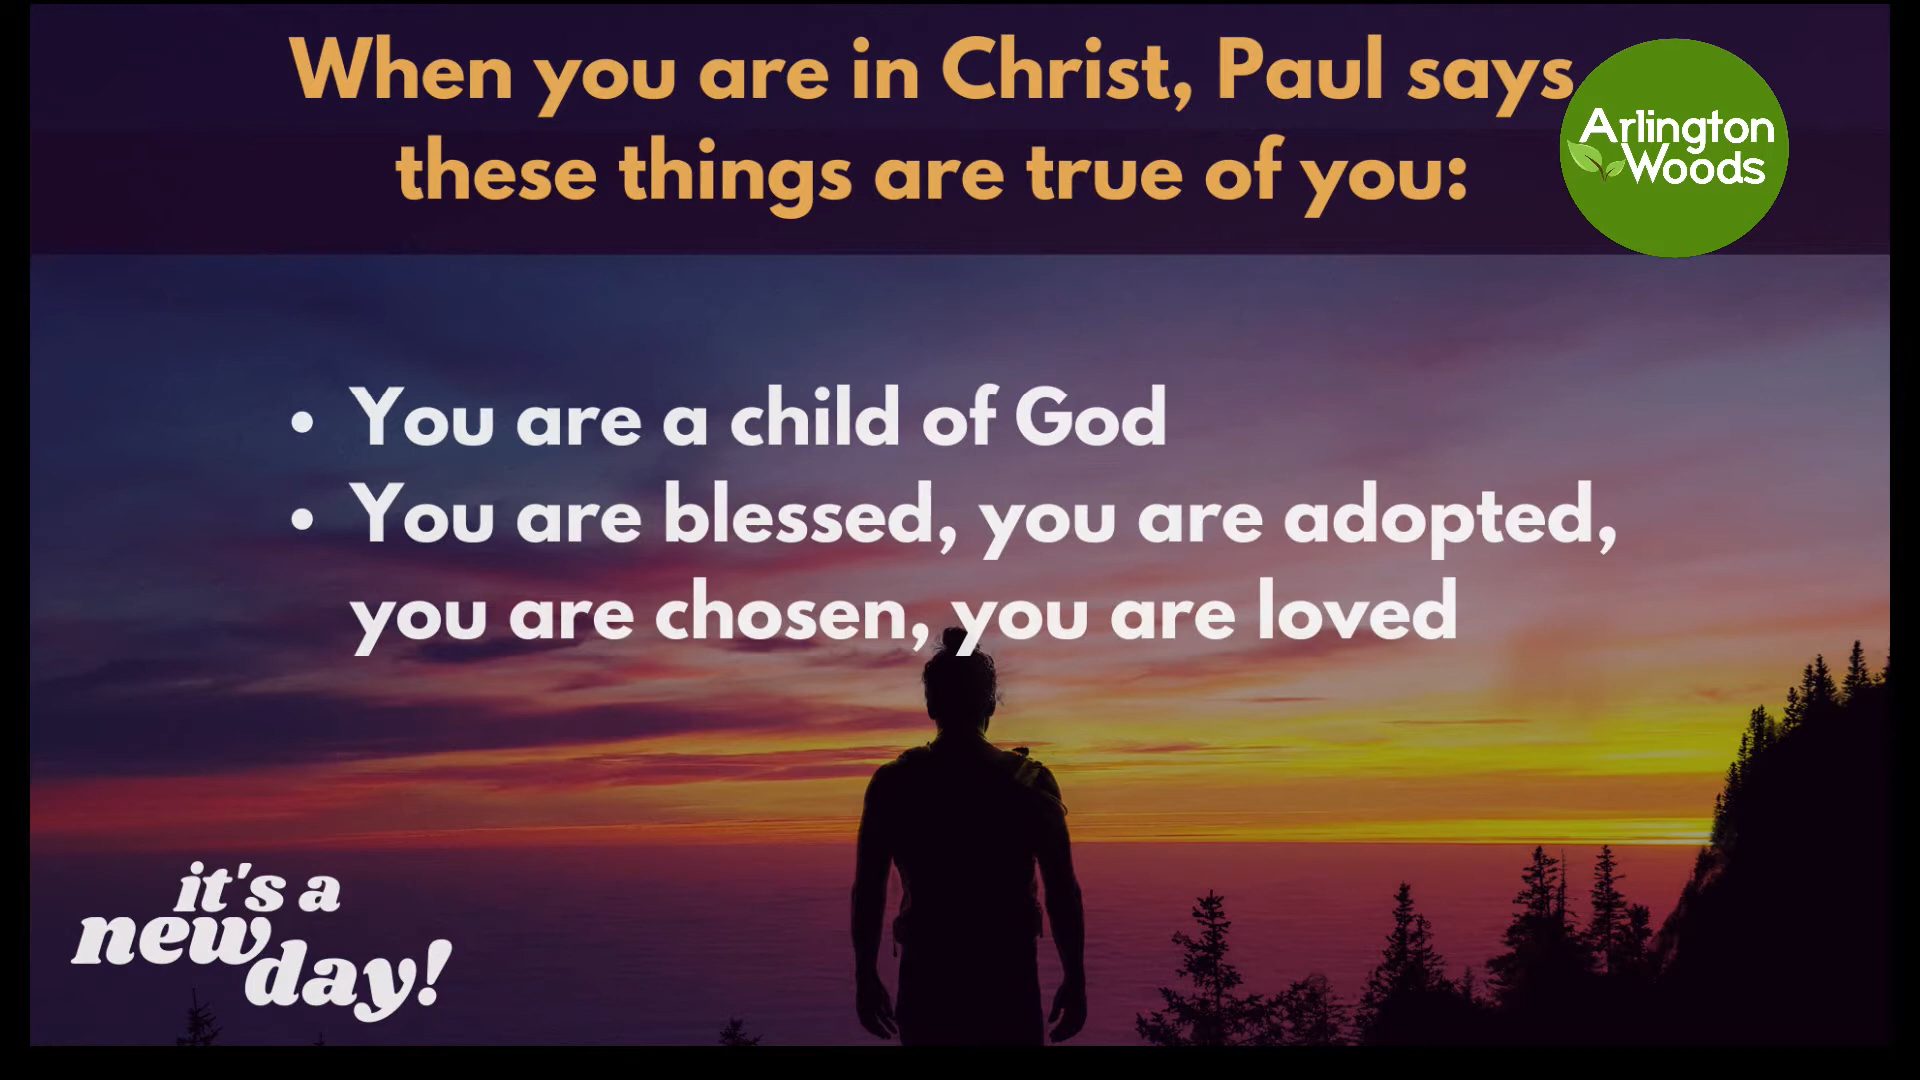 When you are in Christ, Paul says
these things are true of you:
Arlington
Woods
• You are a child of God
• You are blessed, you are adopted,
you are chosen, you are loved
it's a
new
day!